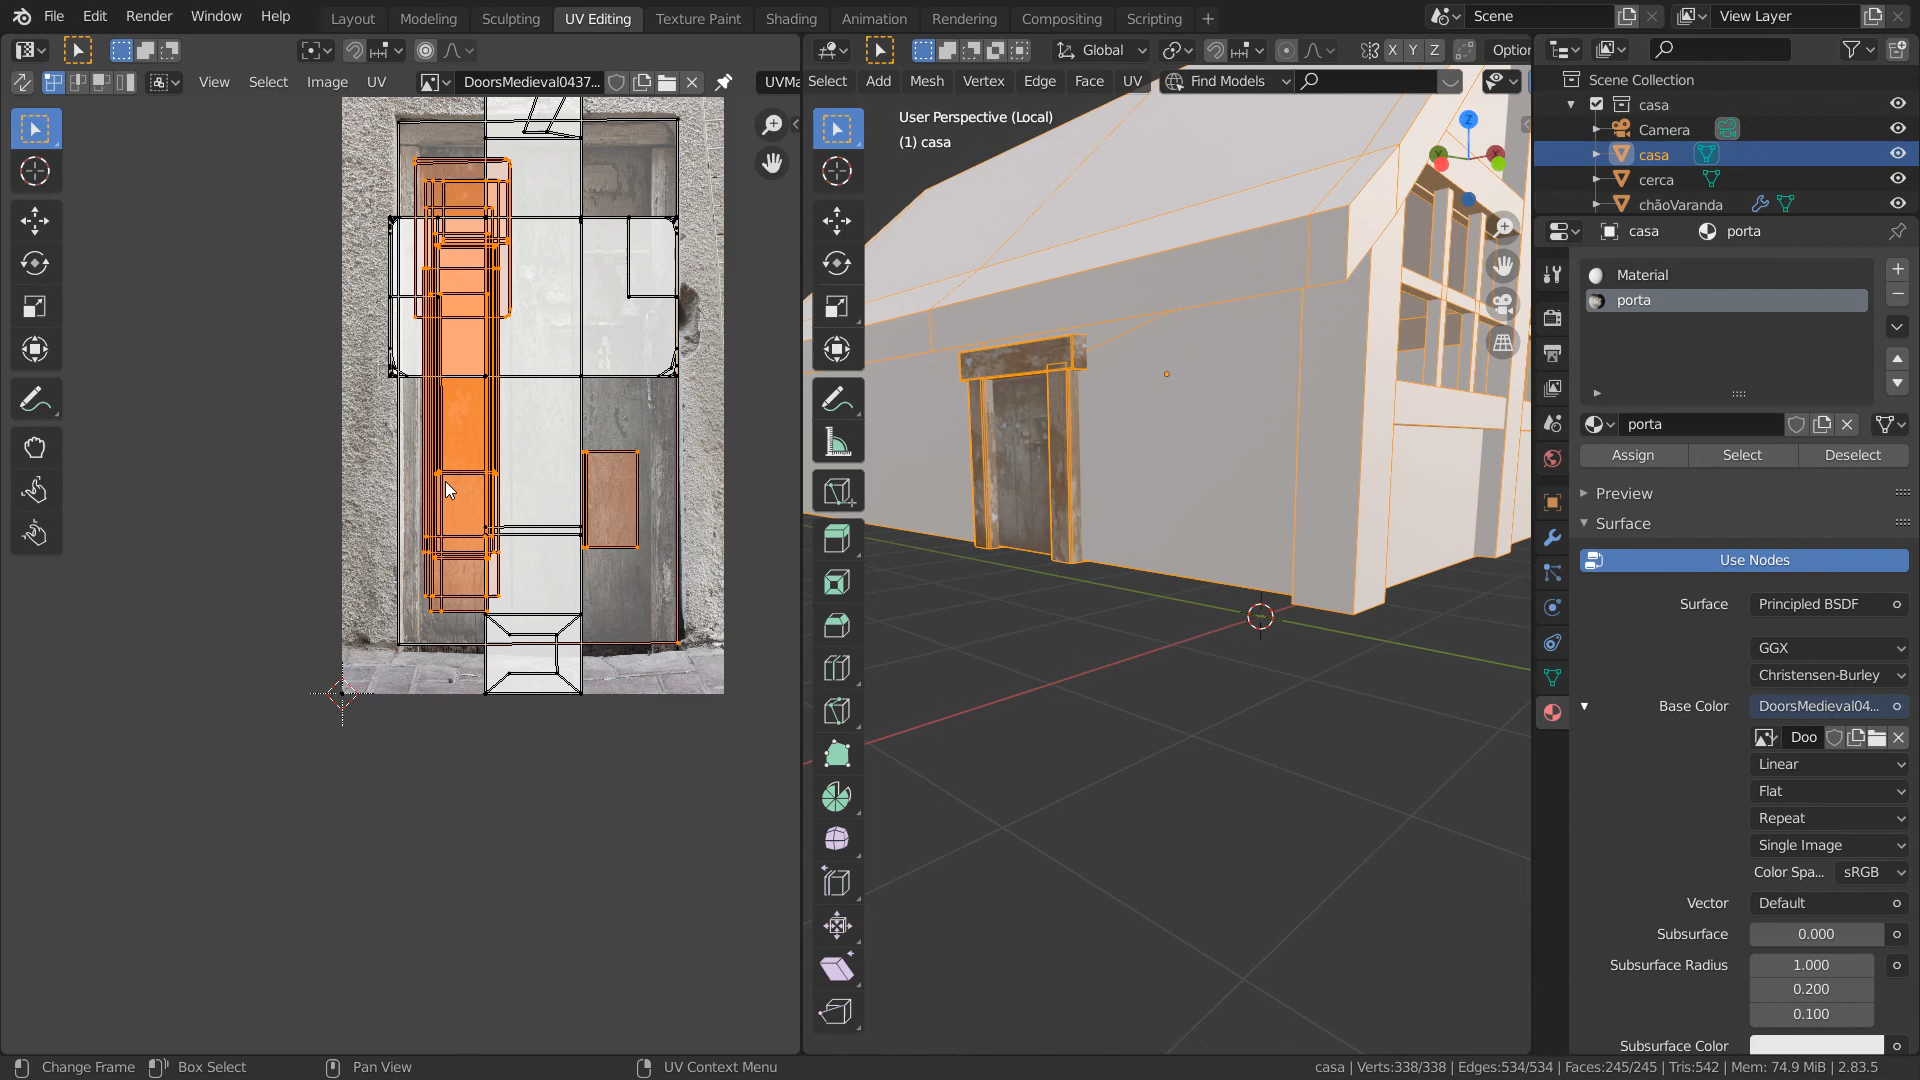 File Edit Render Window Help Layout Modeling Sculpting UV Editing Texture Paint Shading Animation Rendering Compositing Scripting + Scene View Layer
Global X Y Z Option
View Select Image UV DoorsMedieval0437... UVMa Select Add Mesh Vertex Edge Face UV Find Models
Scene Collection
casa
Camera
casa
cerca
chãoVaranda
User Perspective (Local)
(1) casa
Z
casa porta
Material
porta
porta
Assign Select Deselect
Preview
Surface
Use Nodes
Surface Principled BSDF
GGX
Christensen-Burley
Base Color DoorsMedieval04...
Doo
Linear
Flat
Repeat
Single Image
Color Spa... sRGB
Vector Default
Subsurface 0.000
Subsurface Radius 1.000
0.200
0.100
Subsurface Color
Change Frame Box Select Pan View UV Context Menu casa | Verts:338/338 | Edges:534/534 | Faces:245/245 | Tris:542 | Mem: 74.9 MiB | 2.83.5